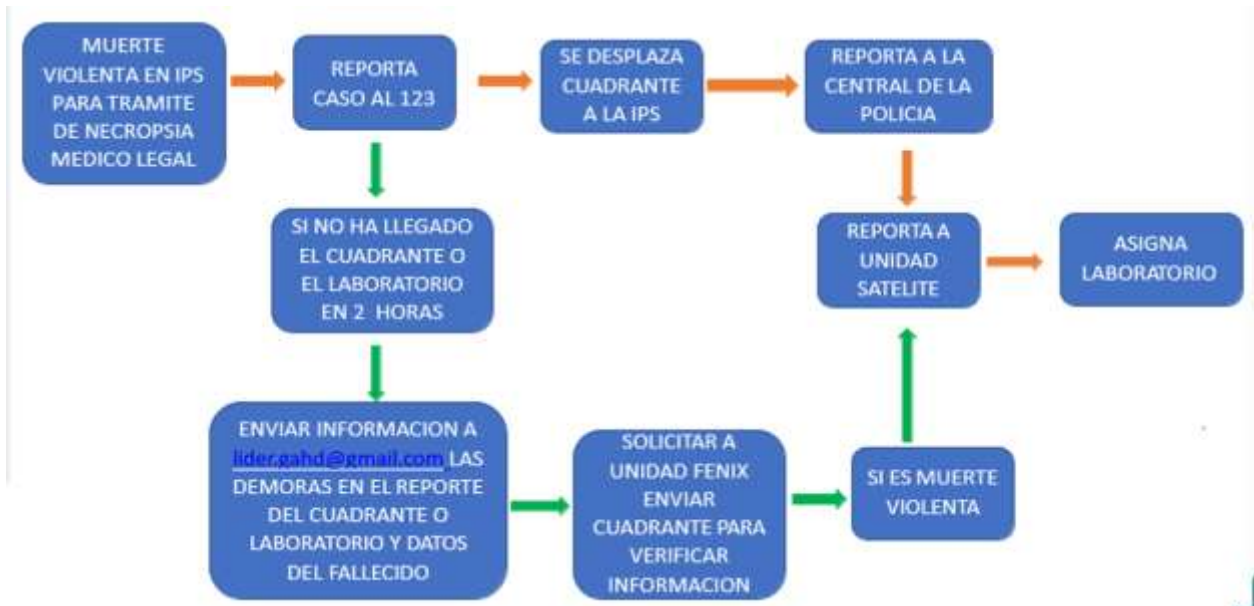 MUERTE
VIOLENTA EN IPS
PARA TRAMITE
DE NECROPSIA
MEDICO LEGAL
REPORTA
CASO AL 123
SE DESPLAZA
CUADRANTE
A LA IPS
REPORTA A LA
CENTRAL DE LA
POLICIA
SI NO HA LLEGADO
EL CUADRANTE O
EL LABORATORIO
EN 2 HORAS
REPORTA A
UNIDAD
SATELITE
ASIGNA
LABORATORIO
ENVIAR INFORMACION A
lider.gahd@gmail.com LAS
DEMORAS EN EL REPORTE
DEL CUADRANTE O
LABORATORIO Y DATOS
DEL FALLECIDO
SOLICITAR A
UNIDAD FENIX
ENVIAR
CUADRANTE PARA
VERIFICAR
INFORMACION
SI ES MUERTE
VIOLENTA